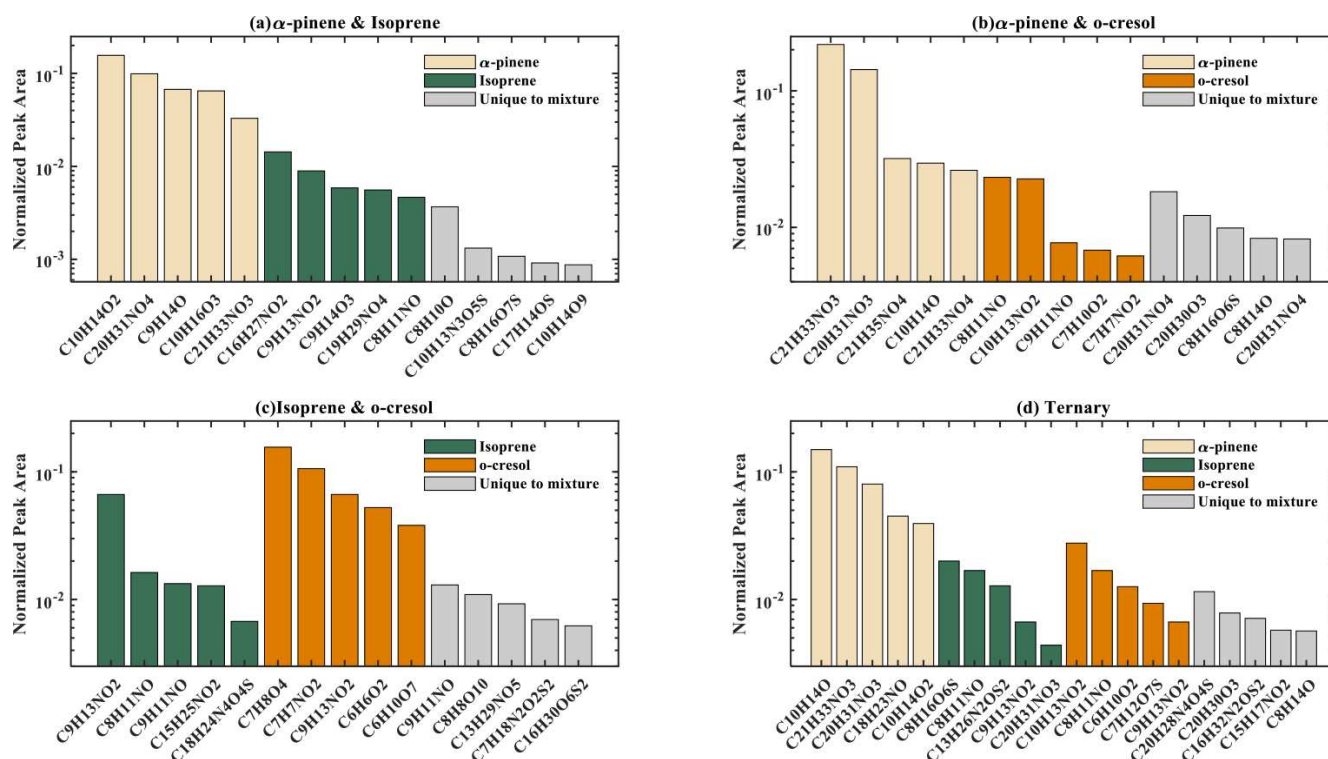 (a)α-pinene & Isoprene
Normalized Peak Area
10-1
10-2
10-3
α-pinene
Isoprene
Unique to mixture
C10H14O2
C20H31NO4
C9H14O
C10H16O3
C21H33NO3
C16H27NO2
C9H13NO2
C9H14O3
C19H29NO4
C8H11NO
C8H10O
C10H13N3O5S
C8H16O7S
C17H14OS
C10H14O9
(b)α-pinene & o-cresol
Normalized Peak Area
10-1
10-2
α-pinene
o-cresol
Unique to mixture
C21H33NO3
C20H31NO3
C21H35NO4
C10H14O
C21H33NO4
C8H11NO
C10H13NO2
C9H11NO
C7H10O2
C7H7NO2
C20H31NO4
C20H30O3
C8H16O6S
C8H14O
C20H31NO4
(c)Isoprene & o-cresol
Normalized Peak Area
10-1
10-2
Isoprene
o-cresol
Unique to mixture
C9H13NO2
C8H11NO
C9H11NO
C15H25NO2
C18H24N4O4S
C7H8O4
C7H7NO2
C9H13NO2
C6H6O2
C6H10O7
C9H11NO
C8H8O10
C13H29NO5
C7H18N2O2S2
C16H30O6S2
(d) Ternary
Normalized Peak Area
10-1
10-2
α-pinene
Isoprene
o-cresol
Unique to mixture
C10H14O
C21H33NO3
C20H31NO3
C18H23NO
C10H14O2
C8H16O6S
C8H11NO
C13H26N2OS2
C9H13NO2
C20H31NO3
C10H13NO2
C8H11NO
C6H10O2
C7H12O7S
C9H13NO2
C20H28N4O4S
C20H30O3
C16H32N2OS2
C15H17NO2
C8H14O